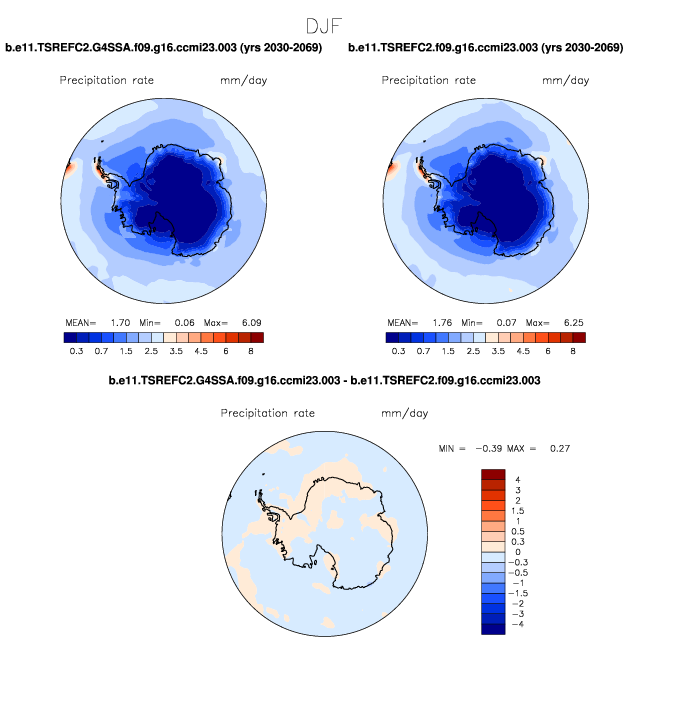 DJF
b.e11.TSREFC2.G4SSA.f09.g16.ccmi23.003 (yrs 2030-2069)
b.e11.TSREFC2.f09.g16.ccmi23.003 (yrs 2030-2069)
Precipitation rate mm/day
Precipitation rate mm/day
MEAN= 1.70 Min= 0.06 Max= 6.09
MEAN= 1.76 Min= 0.07 Max= 6.25
0.3 0.7 1.5 2.5 3.5 4.5 6 8
0.3 0.7 1.5 2.5 3.5 4.5 6 8
b.e11.TSREFC2.G4SSA.f09.g16.ccmi23.003 - b.e11.TSREFC2.f09.g16.ccmi23.003
Precipitation rate mm/day
MIN = -0.39 MAX = 0.27
4
3
2
1.5
1
0.5
0.3
0
-0.3
-0.5
-1
-1.5
-2
-3
-4